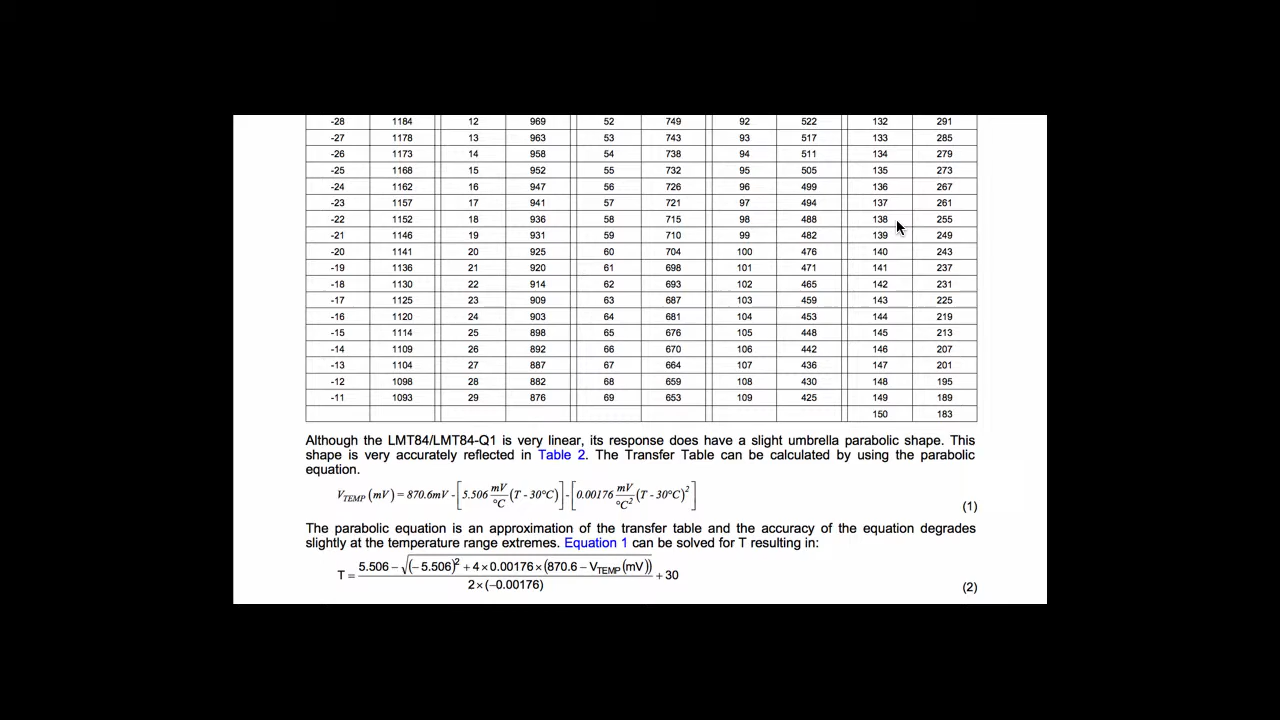 -28 1184 12 969 52 749 92 522 132 291
-27 1178 13 963 53 743 93 517 133 285
-26 1173 14 958 54 738 94 511 134 279
-25 1168 15 952 55 732 95 505 135 273
-24 1162 16 947 56 726 96 499 136 267
-23 1157 17 941 57 721 97 494 137 261
-22 1152 18 936 58 715 98 488 138 255
-21 1146 19 931 59 710 99 482 139 249
-20 1141 20 925 60 704 100 476 140 243
-19 1136 21 920 61 698 101 471 141 237
-18 1130 22 914 62 693 102 465 142 231
-17 1125 23 909 63 687 103 459 143 225
-16 1120 24 903 64 681 104 453 144 219
-15 1114 25 898 65 676 105 448 145 213
-14 1109 26 892 66 670 106 442 146 207
-13 1104 27 887 67 664 107 436 147 201
-12 1098 28 882 68 659 108 430 148 195
-11 1093 29 876 69 653 109 425 149 189
150 183
Although the LMT84/LMT84-Q1 is very linear, its response does have a slight umbrella parabolic shape. This
shape is very accurately reflected in Table 2. The Transfer Table can be calculated by using the parabolic
equation.
V_TEMP (mV) = 870.6mV - [5.506 mV/°C (T - 30°C)] - [0.00176 mV/°C² (T - 30°C)²]
(1)
The parabolic equation is an approximation of the transfer table and the accuracy of the equation degrades
slightly at the temperature range extremes. Equation 1 can be solved for T resulting in:
T = (5.506 − √((−5.506)² + 4 × 0.00176 × (870.6 − V_TEMP (mV)))) / (2 × (−0.00176)) + 30
(2)